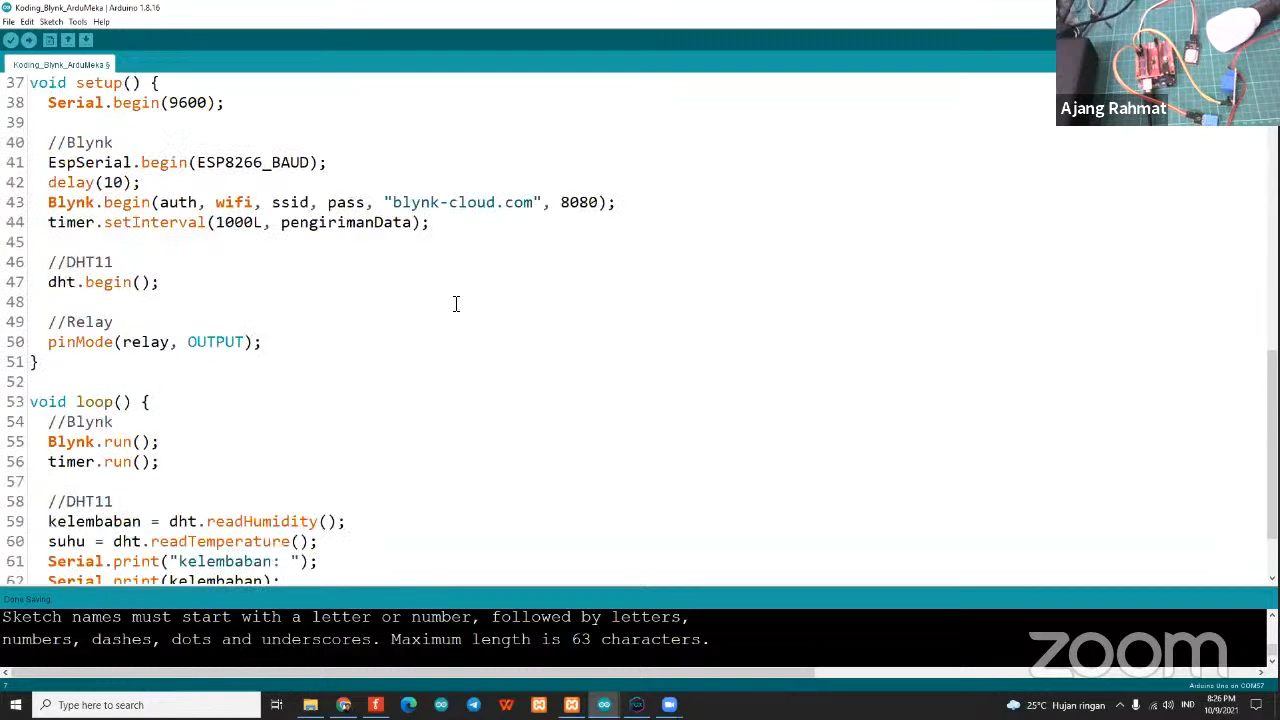 Koding_Blynk_ArduMeka | Arduino 1.8.16
File Edit Sketch Tools Help
Koding_Blynk_ArduMeka §
Ajang Rahmat
37 void setup() {
38 Serial.begin(9600);
39
40 //Blynk
41 EspSerial.begin(ESP8266_BAUD);
42 delay(10);
43 Blynk.begin(auth, wifi, ssid, pass, "blynk-cloud.com", 8080);
44 timer.setInterval(1000L, pengirimanData);
45
46 //DHT11
47 dht.begin();
48
49 //Relay
50 pinMode(relay, OUTPUT);
51 }
52
53 void loop() {
54 //Blynk
55 Blynk.run();
56 timer.run();
57
58 //DHT11
59 kelembaban = dht.readHumidity();
60 suhu = dht.readTemperature();
61 Serial.print("kelembaban: ");
62 Serial.print(kelembaban);
Done Saving.
Sketch names must start with a letter or number, followed by letters,
numbers, dashes, dots and underscores. Maximum length is 63 characters.
zoom
7
Arduino Uno on COM57
Type here to search
25°C Hujan ringan
IND
8:26 PM
10/9/2021